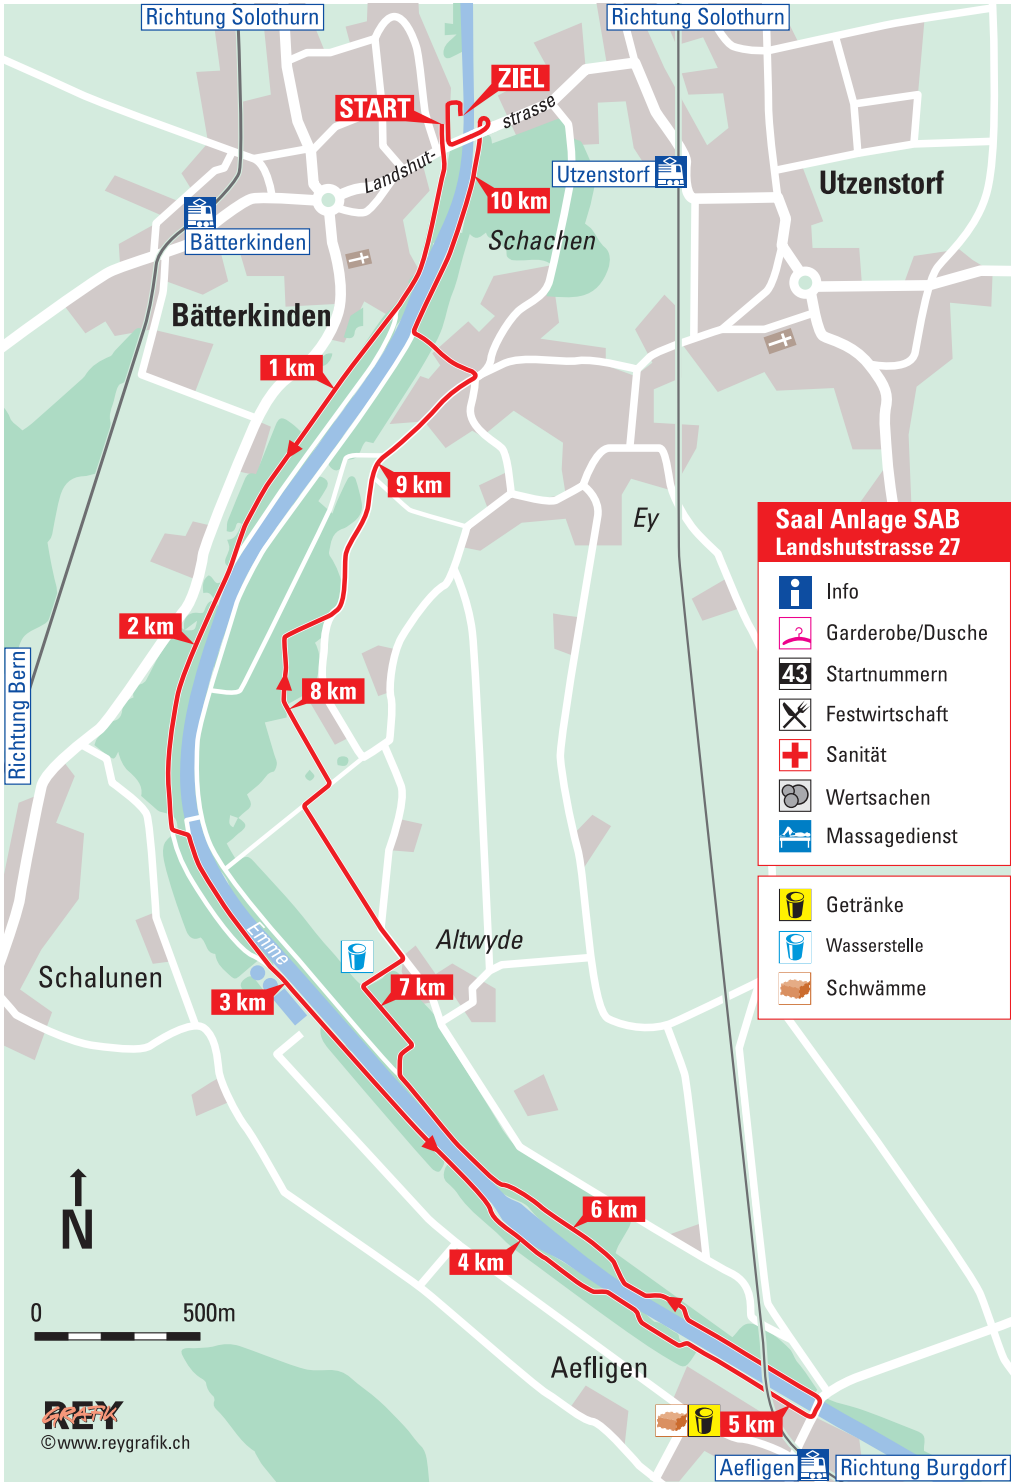 Richtung Solothurn
Richtung Solothurn
ZIEL
START
strasse
Landshut-
Utzenstorf
Utzenstorf
10 km
Bätterkinden
Schachen
Bätterkinden
1 km
9 km
Ey
Saal Anlage SAB
Landshutstrasse 27
Info
Garderobe/Dusche
43 Startnummern
Festwirtschaft
Sanität
Wertsachen
Massagedienst
2 km
8 km
Richtung Bern
Getränke
Wasserstelle
Schwämme
Emme
Altwyde
Schalunen
7 km
3 km
N
6 km
4 km
0 500m
Aefligen
REY
GRAFIK
©www.reygrafik.ch
5 km
Aefligen
Richtung Burgdorf